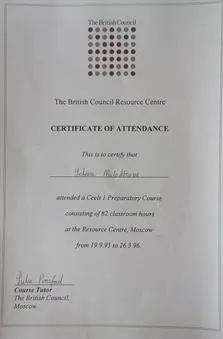 The British Council
The British Council Resource Centre
CERTIFICATE OF ATTENDANCE
This is to certify that
attended a Ceelt 1 Preparatory Course
consisting of 82 classroom hours
at the Resource Centre, Moscow
from 19.9.95 to 26.3.96
Course Tutor
The British Council,
Moscow